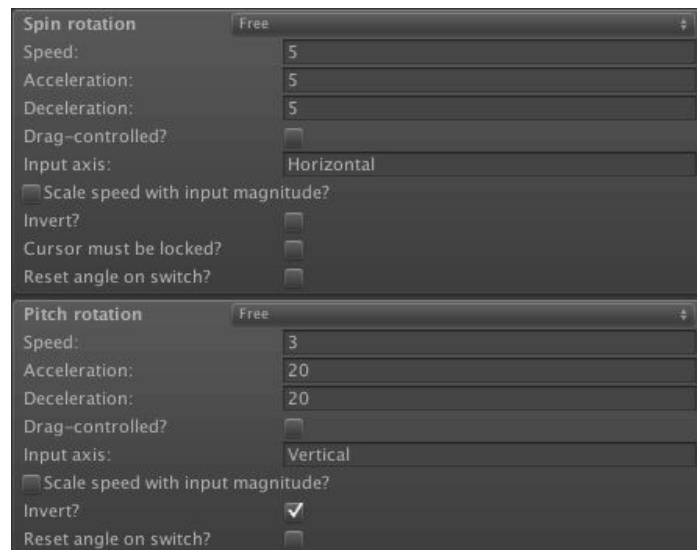 Spin rotation Free
Speed: 5
Acceleration: 5
Deceleration: 5
Drag-controlled?
Input axis: Horizontal
Scale speed with input magnitude?
Invert?
Cursor must be locked?
Reset angle on switch?
Pitch rotation Free
Speed: 3
Acceleration: 20
Deceleration: 20
Drag-controlled?
Input axis: Vertical
Scale speed with input magnitude?
Invert?
Reset angle on switch?